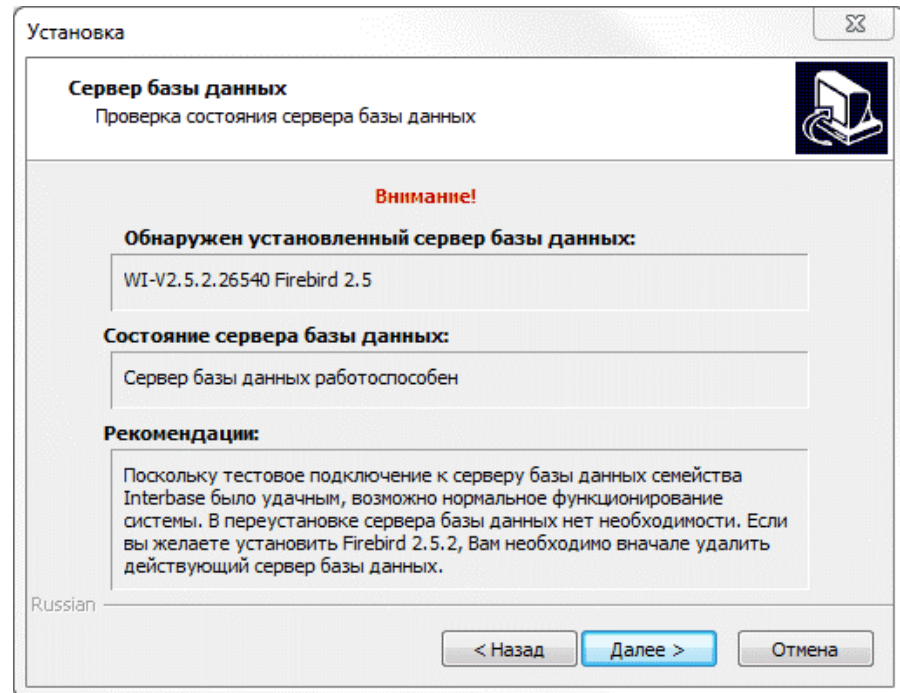 Установка
Сервер базы данных
Проверка состояния сервера базы данных
Внимание!
Обнаружен установленный сервер базы данных:
WI-V2.5.2.26540 Firebird 2.5
Состояние сервера базы данных:
Сервер базы данных работоспособен
Рекомендации:
Поскольку тестовое подключение к серверу базы данных семейства
Interbase было удачным, возможно нормальное функционирование
системы. В переустановке сервера базы данных нет необходимости. Если
вы желаете установить Firebird 2.5.2, Вам необходимо вначале удалить
действующий сервер базы данных.
Russian
< Назад
Далее >
Отмена